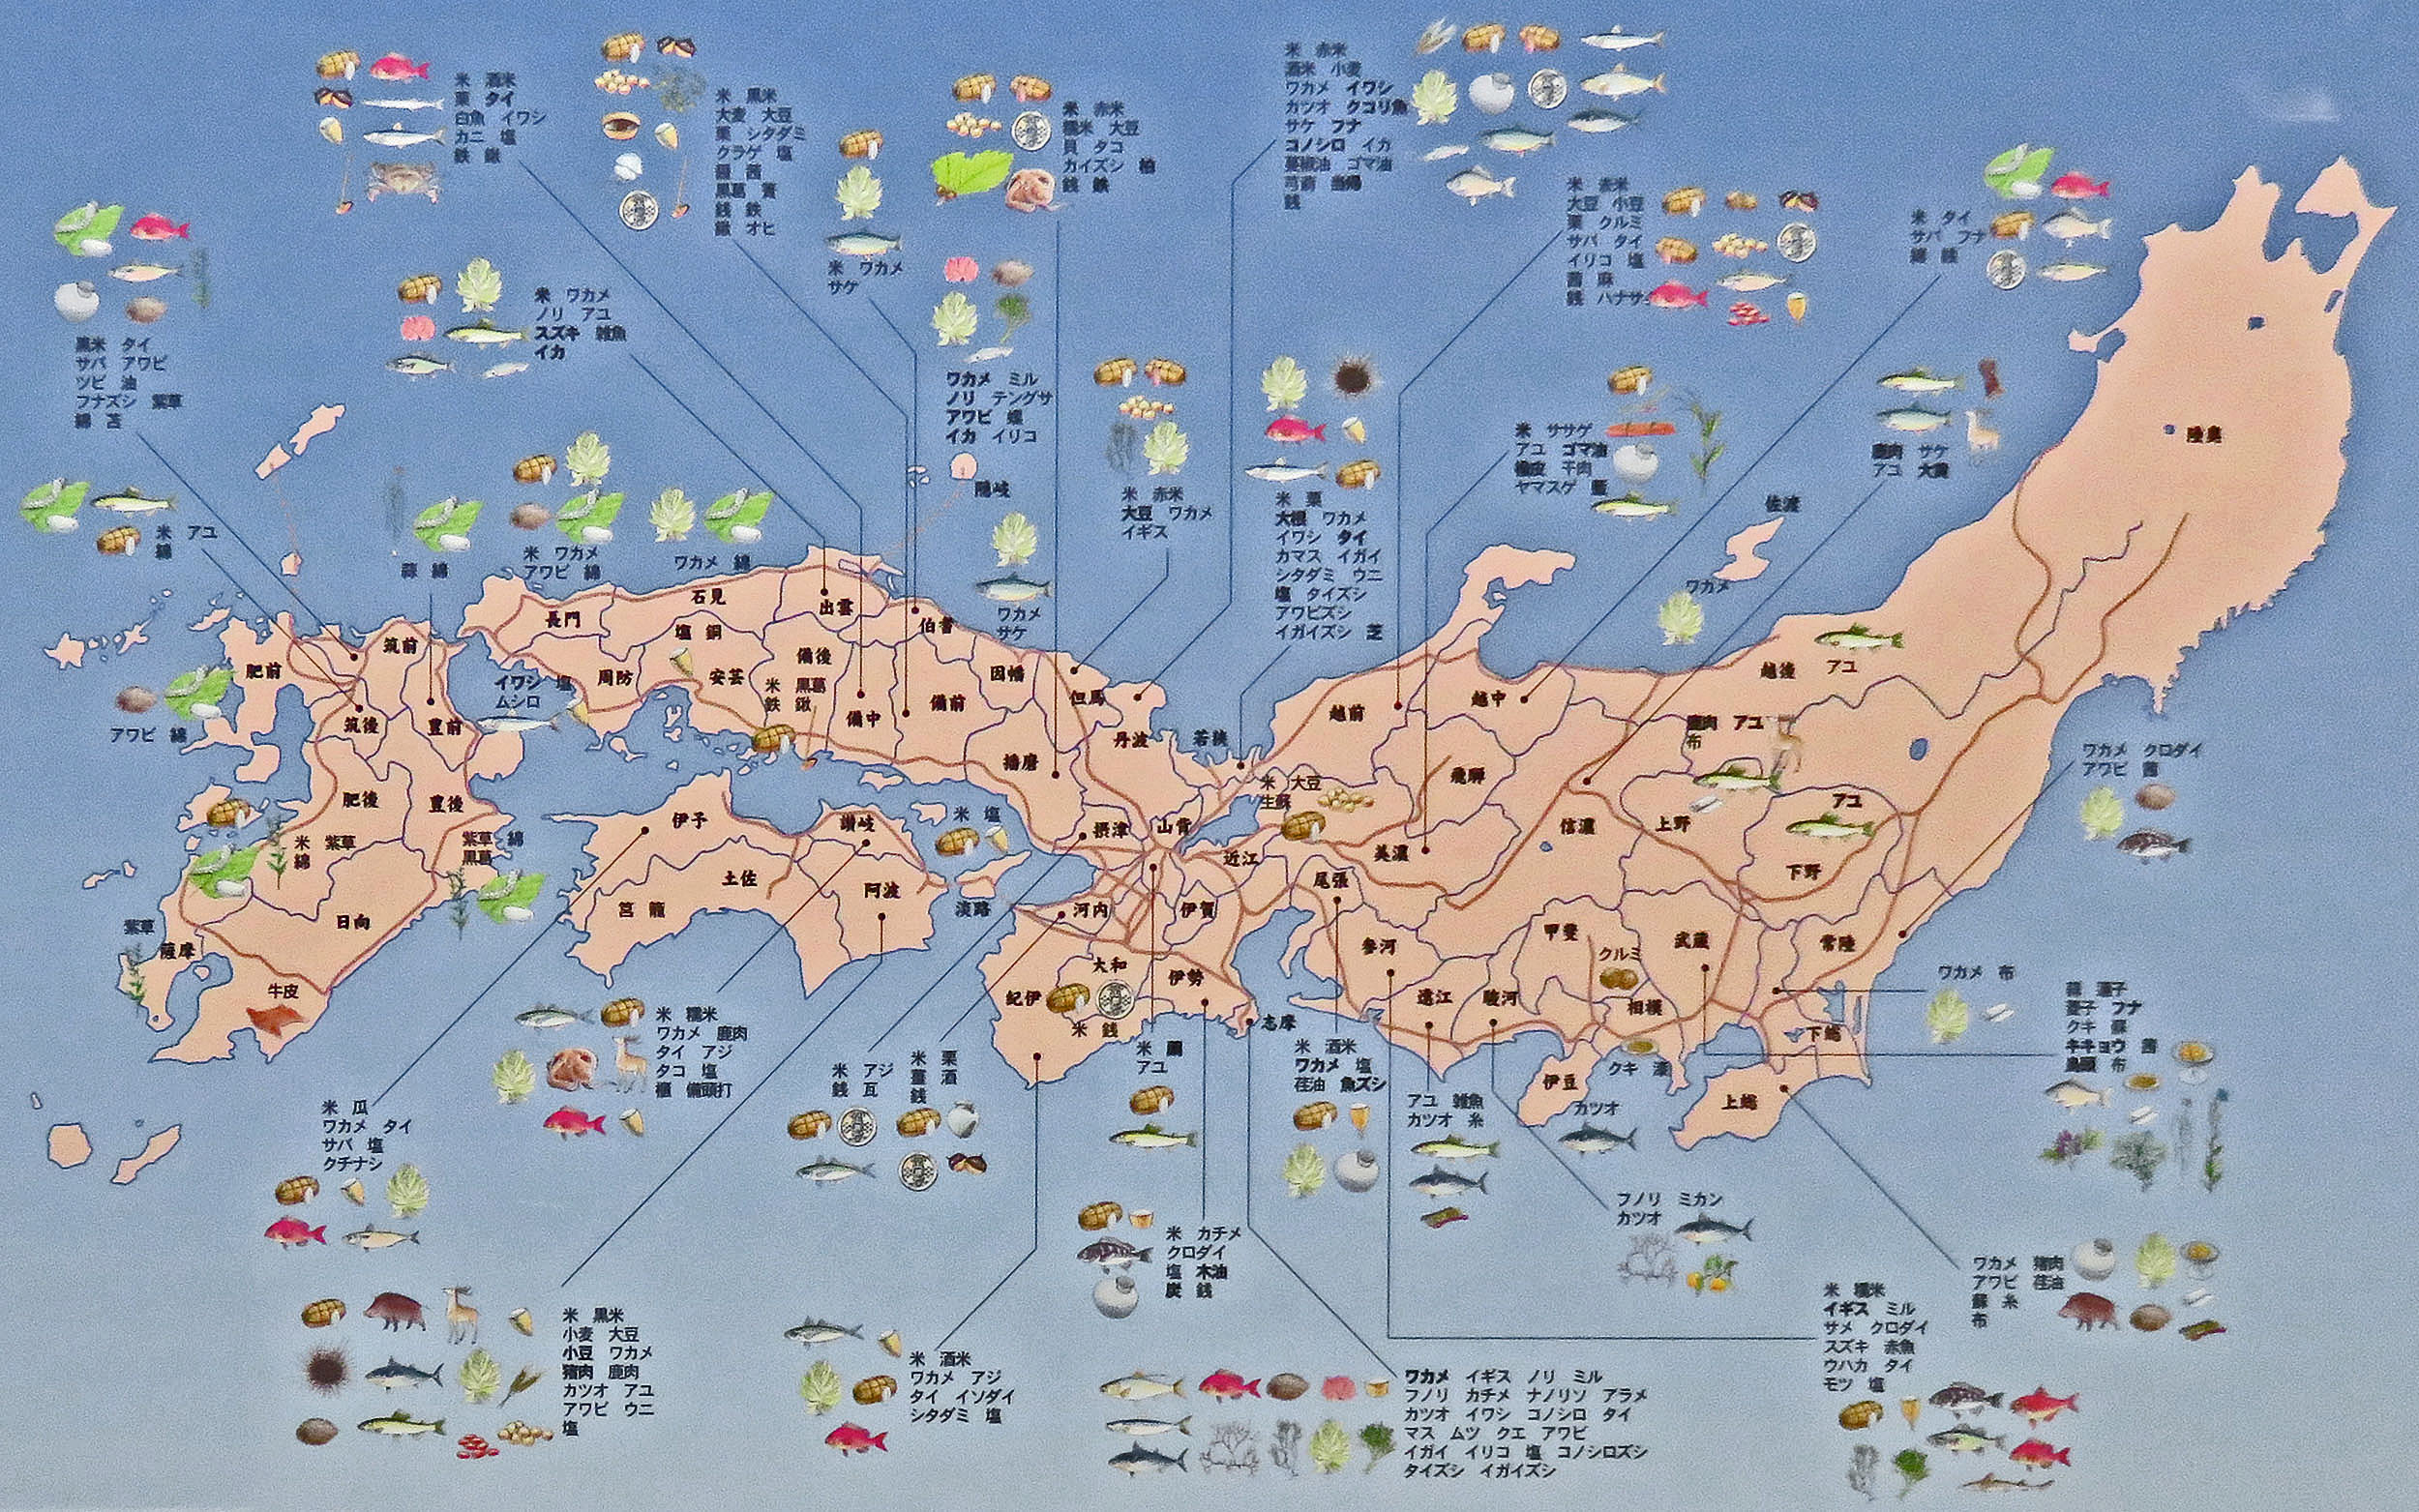 米　酒米
栗　タイ
白魚　イワシ
カニ　塩
鉄　鍬
米　黒米
大麦　大豆
栗　シタダミ
クラゲ　塩
茜
黒葛
銭　鉄
鍬　オヒ
米　ワカメ
サケ
米　赤米
糯米　大豆
貝　タコ
カイズシ
銭　鉄
米　赤米
酒米　小麦
ワカメ　イワシ
カツオ　クコリ魚
サケ　フナ
コノシロ　イカ
蔓椒油　ゴマ油
銭
米　赤米
大豆　小豆
栗　クルミ
サバ　タイ
イリコ　塩
茜　麻
銭　ハナサ
米　タイ
サバ　フナ
綿　銭
黒米　タイ
サバ　アワビ
ツビ　油
フナズシ　紫草
綿　苫
米　ワカメ
ノリ　アユ
スズキ　雑魚
イカ
ワカメ　ミル
ノリ　テングサ
アワビ　螺
イカ　イリコ
隠岐
米　赤米
大豆　ワカメ
イギス
米　栗
大根　ワカメ
イワシ　タイ
カマス　イガイ
シタダミ　ウニ
塩　タイズシ
アワビズシ
イガイズシ　芝
米　ササゲ
アユ　ゴマ油
干肉
ヤマスゲ
鹿肉　サケ
アユ　大黄
陸奥
佐渡
ワカメ
米　アユ
綿
蒜　綿
米　ワカメ
アワビ　綿
ワカメ　綿
ワカメ
サケ
肥前
筑前
筑後
豊前
アワビ　綿
肥後
豊後
米　紫草
綿
紫草　綿
黒葛
日向
紫草
薩摩
牛皮
長門
石見
出雲
伯耆
塩　銅
安芸
周防
イワシ　塩
ムシロ
備後
米　黒葛
鉄　鍬
備中
備前
因幡
但馬
播磨
丹波
若狭
米　大豆
生蘇
越前
越中
越後
アユ
飛騨
鹿肉　アユ
布
アユ
信濃
上野
下野
美濃
近江
尾張
山背
摂津
伊賀
河内
大和
伊勢
志摩
紀伊
米　銭
米　塩
淡路
伊予
讃岐
土佐
阿波
筥　龍
参河
遠江
駿河
甲斐
クルミ
武蔵
相模
クキ　漆
伊豆
カツオ
常陸
下総
上総
ワカメ　クロダイ
アワビ　茜
ワカメ　布
クキ　蘇
キキョウ　茜
烏頭　布
米　糯米
ワカメ　鹿肉
タイ　アジ
タコ　塩
櫃　備頭打
米　アジ
銭　瓦
米　栗
薑　酒
銭
米
アユ
米　酒米
ワカメ　塩
荏油　魚ズシ
アユ　雑魚
カツオ　糸
米　瓜
ワカメ　タイ
サバ　塩
クチナシ
フノリ　ミカン
カツオ
米　カチメ
クロダイ
塩　木油
炭　銭
ワカメ　猪肉
アワビ　荏油
蘇　糸
布
米　糯米
イギス　ミル
サメ　クロダイ
スズキ　赤魚
ウハカ　タイ
モツ　塩
米　黒米
小麦　大豆
小豆　ワカメ
猪肉　鹿肉
カツオ　アユ
アワビ　ウニ
塩
米　酒米
ワカメ　アジ
タイ　イソダイ
シタダミ　塩
ワカメ　イギス　ノリ　ミル
フノリ　カチメ　ナノリソ　アラメ
カツオ　イワシ　コノシロ　タイ
マス　ムツ　クエ　アワビ
イガイ　イリコ　塩　コノシロズシ
タイズシ　イガイズシ